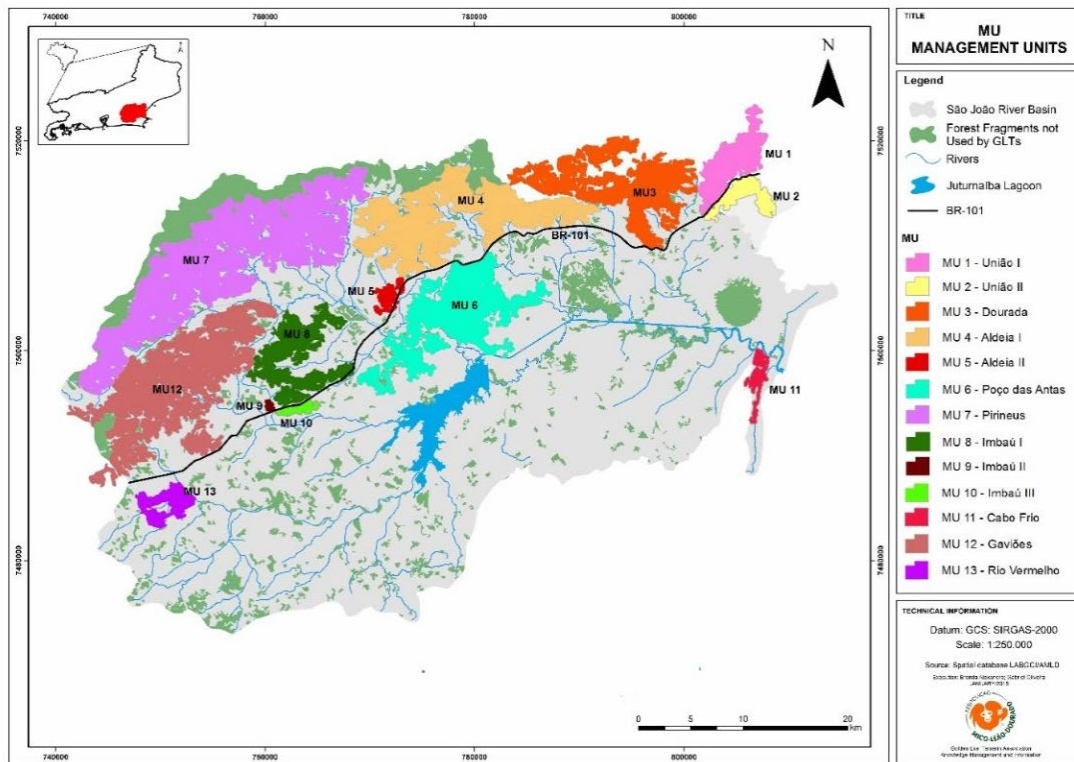 740000
760000
780000
800000
7520000
N
MU 1
MU 2
MU3
MU 4
BR-101
MU 7
MU 5
MU 6
MU 8
7500000
MU12
MU 9
MU 10
MU 11
MU 13
7480000
0
5
10
20
km
740000
760000
780000
800000
TITLE
MU
MANAGEMENT UNITS
Legend
São João River Basin
Forest Fragments not
Used by GLTs
Rivers
Juturnaíba Lagoon
BR-101
MU
MU 1 - União I
MU 2 - União II
MU 3 - Dourada
MU 4 - Aldeia I
MU 5 - Aldeia II
MU 6 - Poço das Antas
MU 7 - Pirineus
MU 8 - Imbaú I
MU 9 - Imbaú II
MU 10 - Imbaú III
MU 11 - Cabo Frio
MU 12 - Gaviões
MU 13 - Rio Vermelho
TECHNICAL INFORMATION
Datum: GCS: SIRGAS-2000
Scale: 1:250.000
Source: Spatial database
ASSOCIAÇÃO
MICO-LEÃO-DOURADO
Golden Lion Tamarin Association
Knowledge Management and Information